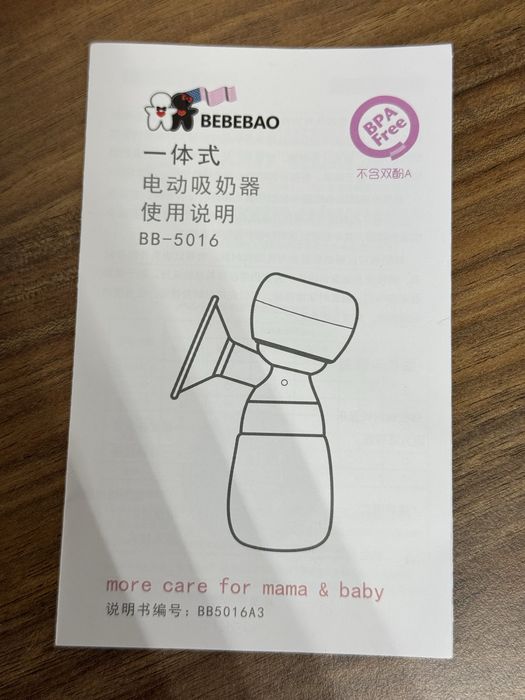 BEBEBAO
BPA
Free
不含双酚A
一体式
电动吸奶器
使用说明
BB-5016
more care for mama & baby
说明书编号：BB5016A3